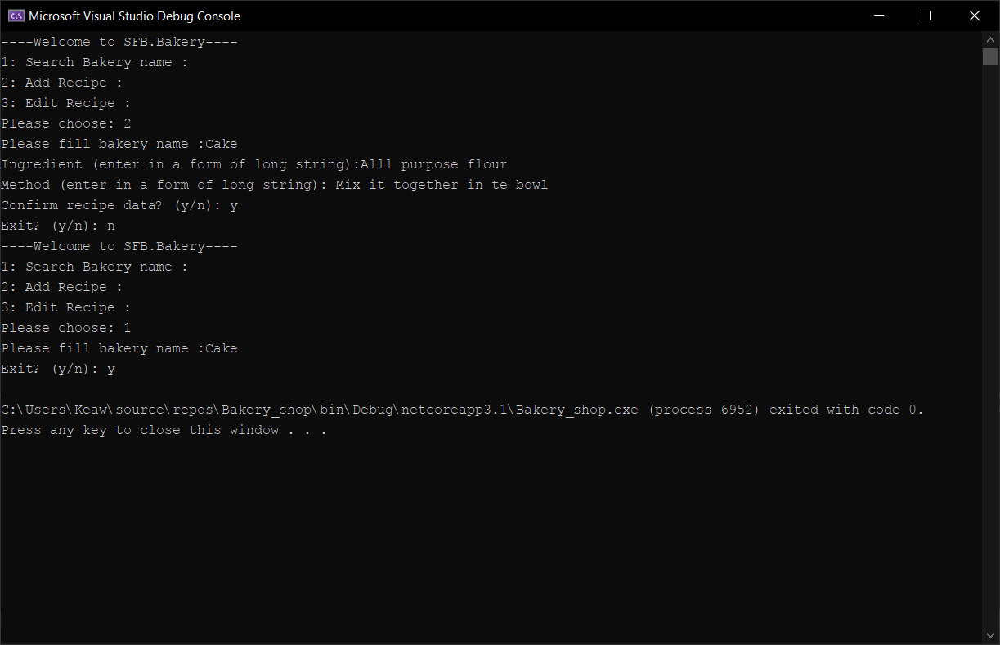 Microsoft Visual Studio Debug Console
----Welcome to SFB.Bakery----
1: Search Bakery name :
2: Add Recipe :
3: Edit Recipe :
Please choose: 2
Please fill bakery name :Cake
Ingredient (enter in a form of long string):Alll purpose flour
Method (enter in a form of long string): Mix it together in te bowl
Confirm recipe data? (y/n): y
Exit? (y/n): n
----Welcome to SFB.Bakery----
1: Search Bakery name :
2: Add Recipe :
3: Edit Recipe :
Please choose: 1
Please fill bakery name :Cake
Exit? (y/n): y
C:\Users\Keaw\source\repos\Bakery_shop\bin\Debug\netcoreapp3.1\Bakery_shop.exe (process 6952) exited with code 0.
Press any key to close this window . . .